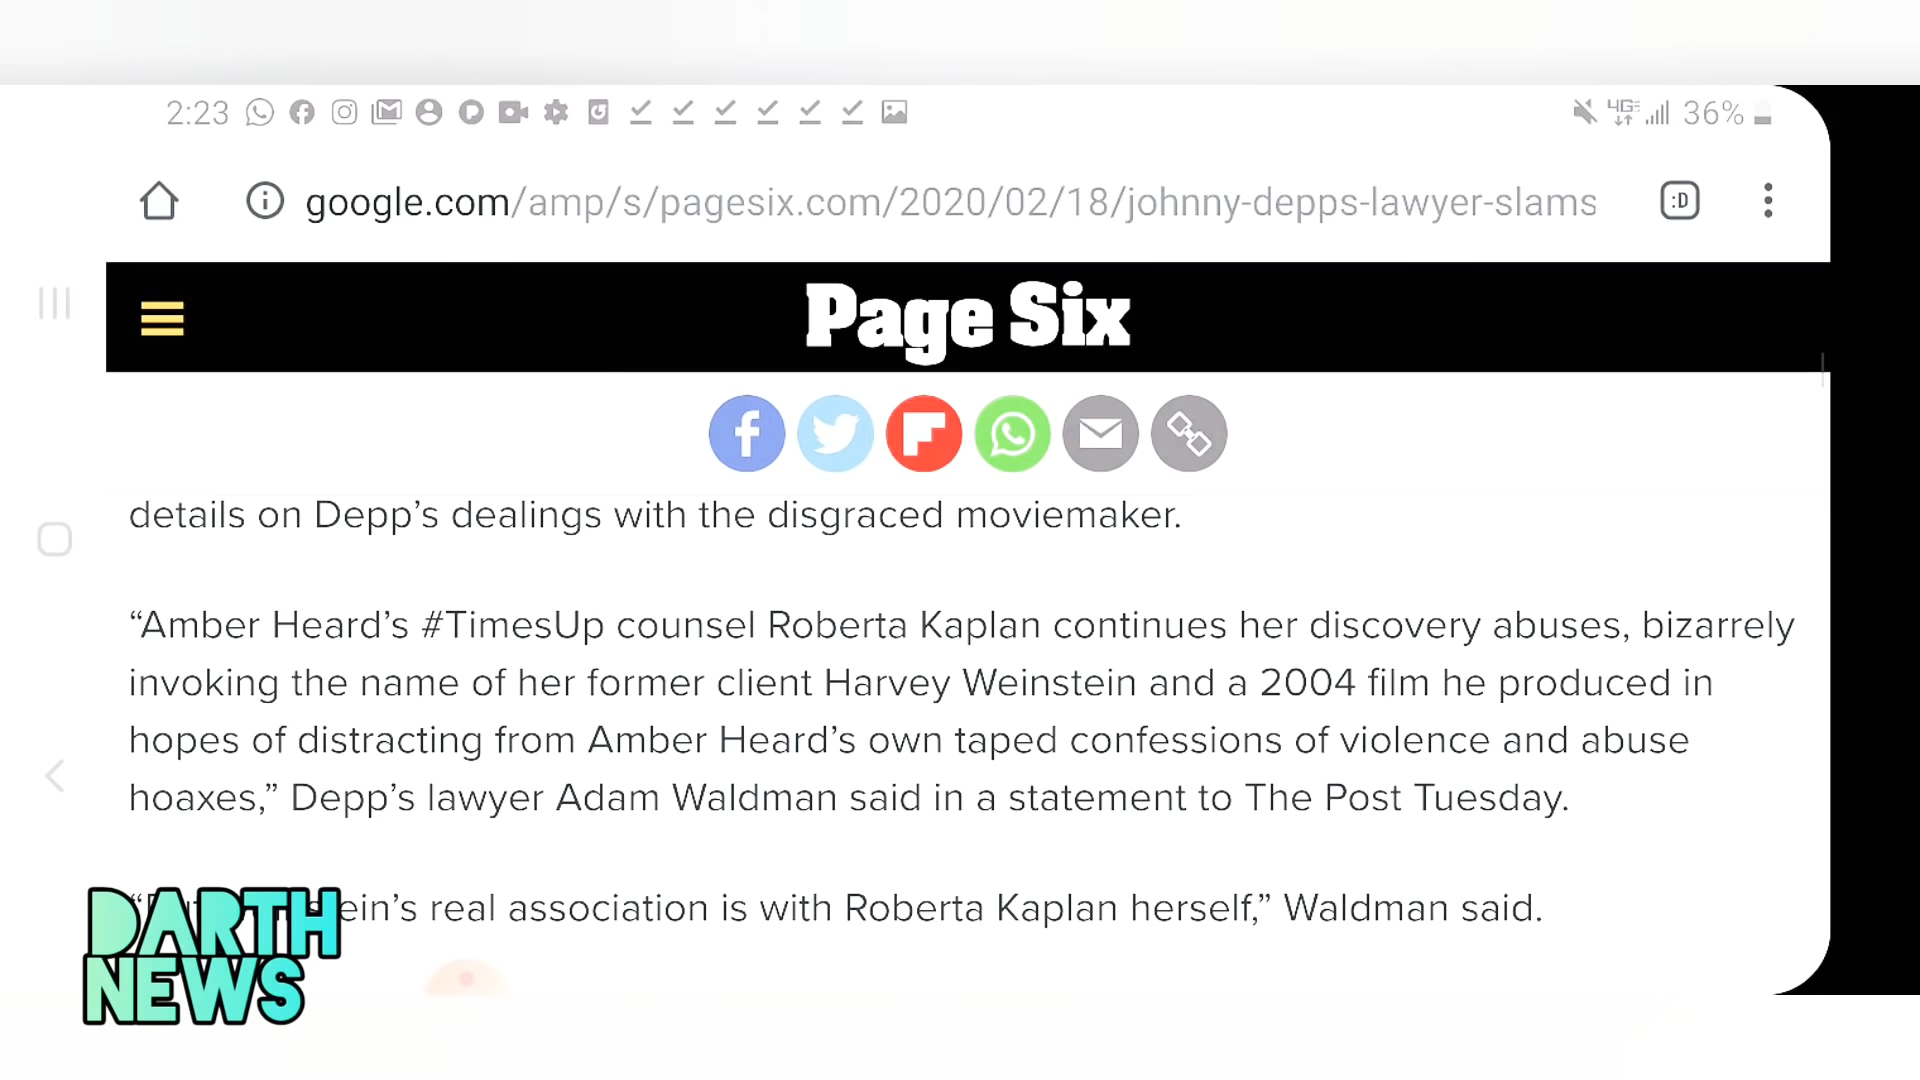 2:23
4GE 36%
google.com/amp/s/pagesix.com/2020/02/18/johnny-depps-lawyer-slams
:D
Page Six
details on Depp’s dealings with the disgraced moviemaker.
“Amber Heard’s #TimesUp counsel Roberta Kaplan continues her discovery abuses, bizarrely
invoking the name of her former client Harvey Weinstein and a 2004 film he produced in
hopes of distracting from Amber Heard’s own taped confessions of violence and abuse
hoaxes,” Depp’s lawyer Adam Waldman said in a statement to The Post Tuesday.
real association is with Roberta Kaplan herself,” Waldman said.
DARTH
NEWS